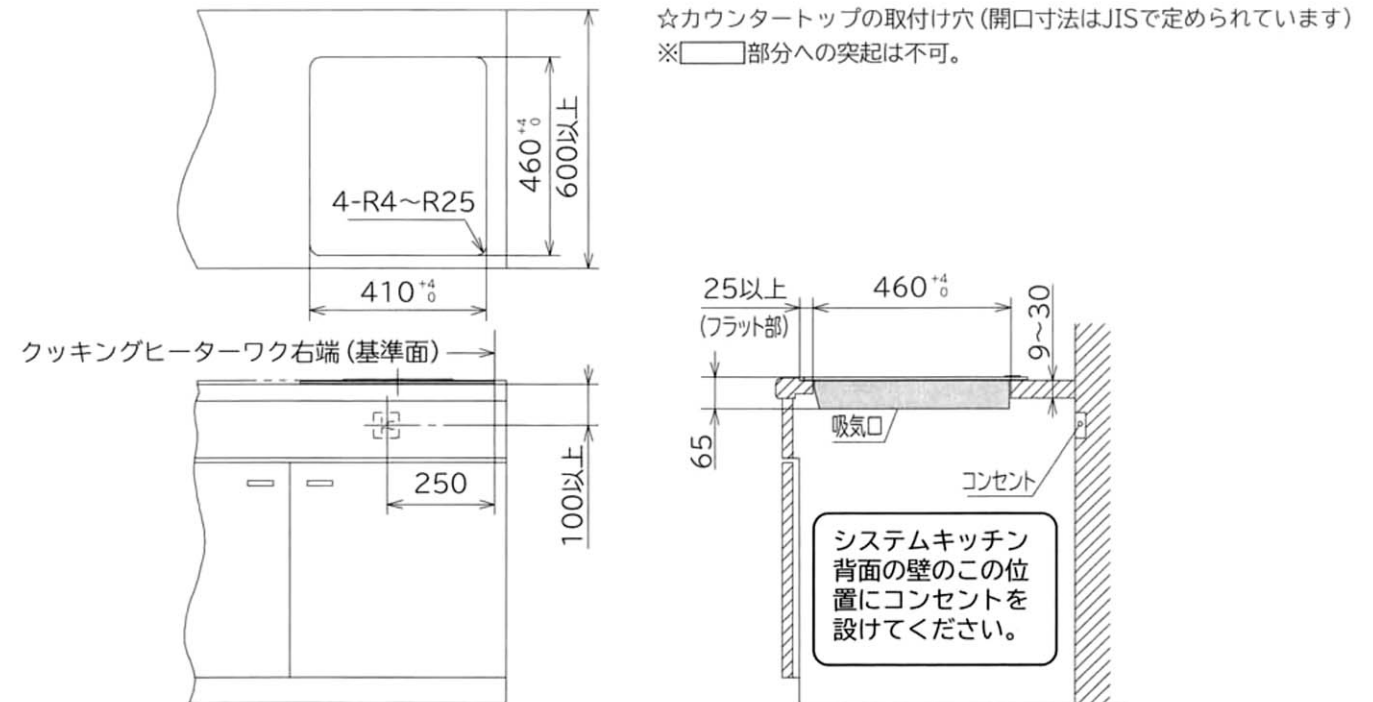 ☆カウンタートップの取付け穴(開口寸法はJISで定められています)
※ 部分への突起は不可。
460 +4 0
600以上
4-R4〜R25
410 +4 0
クッキングヒーターワク右端(基準面)
250
100以上
25以上
(フラット部)
460 +4 0
9〜30
65
吸気口
コンセント
システムキッチン
背面の壁のこの位
置にコンセントを
設けてください。